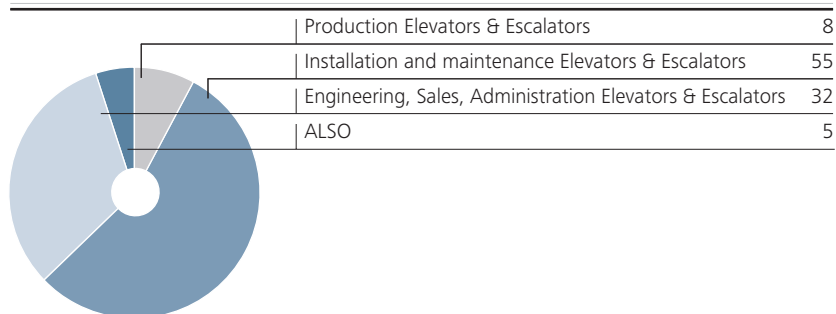 Production Elevators & Escalators 8
Installation and maintenance Elevators & Escalators 55
Engineering, Sales, Administration Elevators & Escalators 32
ALSO 5